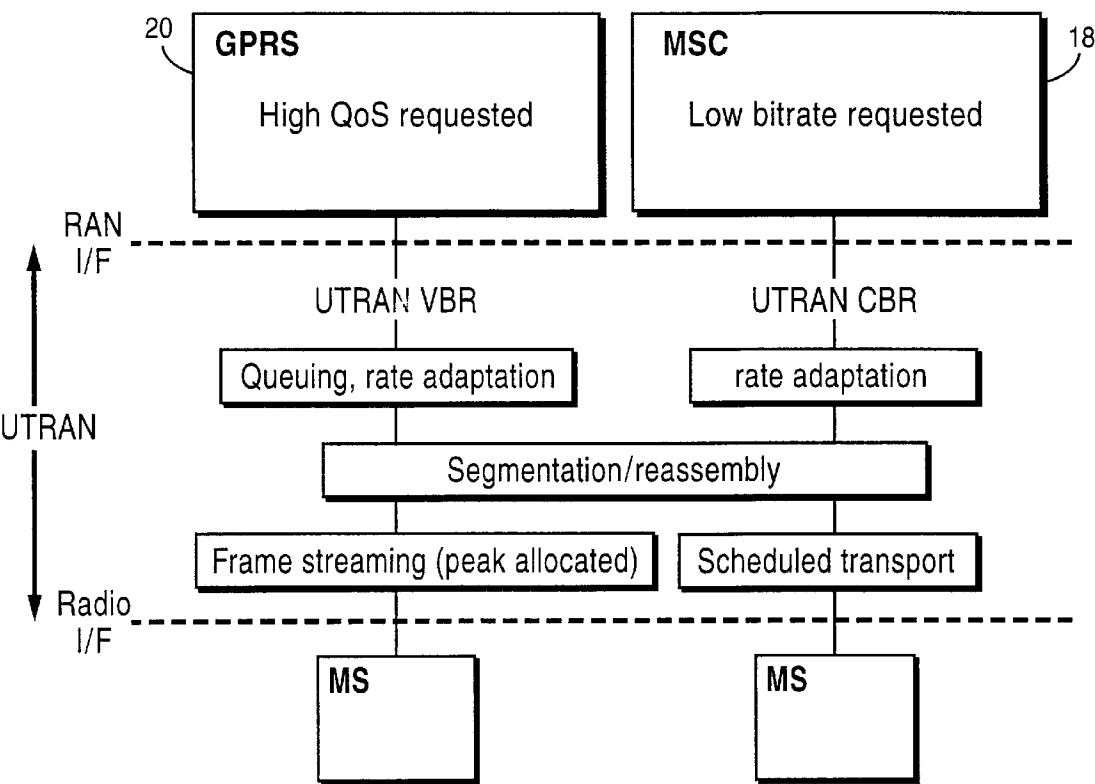 20
GPRS
High QoS requested
MSC
Low bitrate requested
18
RAN
I/F
UTRAN VBR
UTRAN CBR
Queuing, rate adaptation
rate adaptation
UTRAN
Segmentation/reassembly
Frame streaming (peak allocated)
Scheduled transport
Radio
I/F
MS
MS